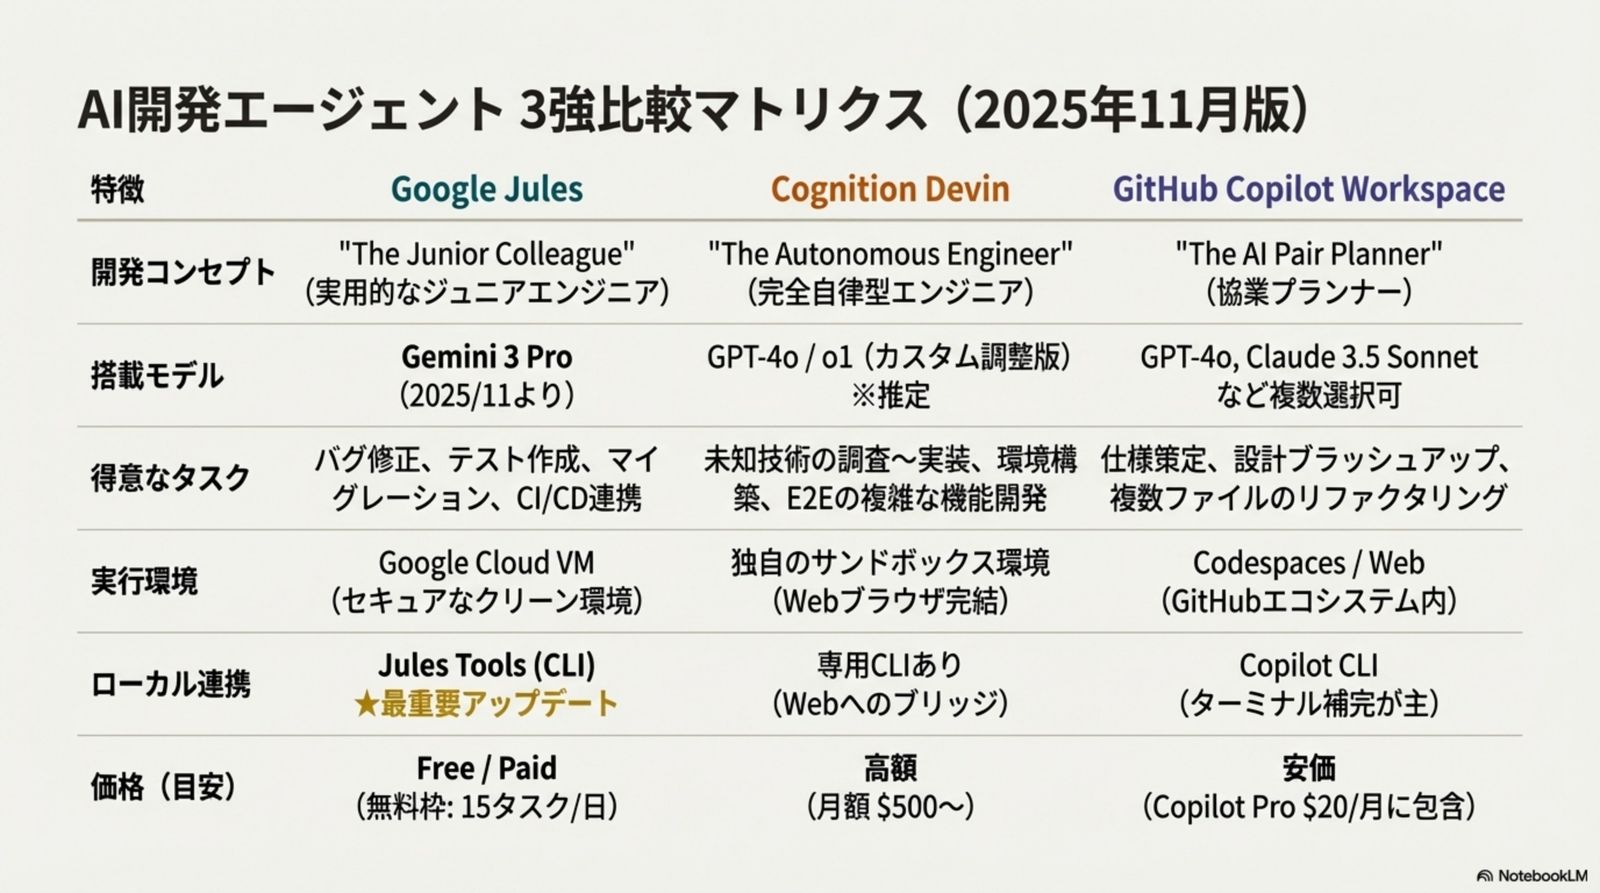 AI開発エージェント 3強比較マトリクス（2025年11月版）
特徴
Google Jules
Cognition Devin
GitHub Copilot Workspace
開発コンセプト
"The Junior Colleague"
（実用的なジュニアエンジニア）
"The Autonomous Engineer"
（完全自律型エンジニア）
"The AI Pair Planner"
（協業プランナー）
搭載モデル
Gemini 3 Pro
（2025/11より）
GPT-4o / o1（カスタム調整版）
※推定
GPT-4o, Claude 3.5 Sonnet
など複数選択可
得意なタスク
バグ修正、テスト作成、マイ
グレーション、CI/CD連携
未知技術の調査〜実装、環境構
築、E2Eの複雑な機能開発
仕様策定、設計ブラッシュアップ、
複数ファイルのリファクタリング
実行環境
Google Cloud VM
（セキュアなクリーン環境）
独自のサンドボックス環境
（Webブラウザ完結）
Codespaces / Web
（GitHubエコシステム内）
ローカル連携
Jules Tools (CLI)
★最重要アップデート
専用CLIあり
（Webへのブリッジ）
Copilot CLI
（ターミナル補完が主）
価格（目安）
Free / Paid
（無料枠: 15タスク/日）
高額
（月額 $500〜）
安価
（Copilot Pro $20/月に包含）
NotebookLM